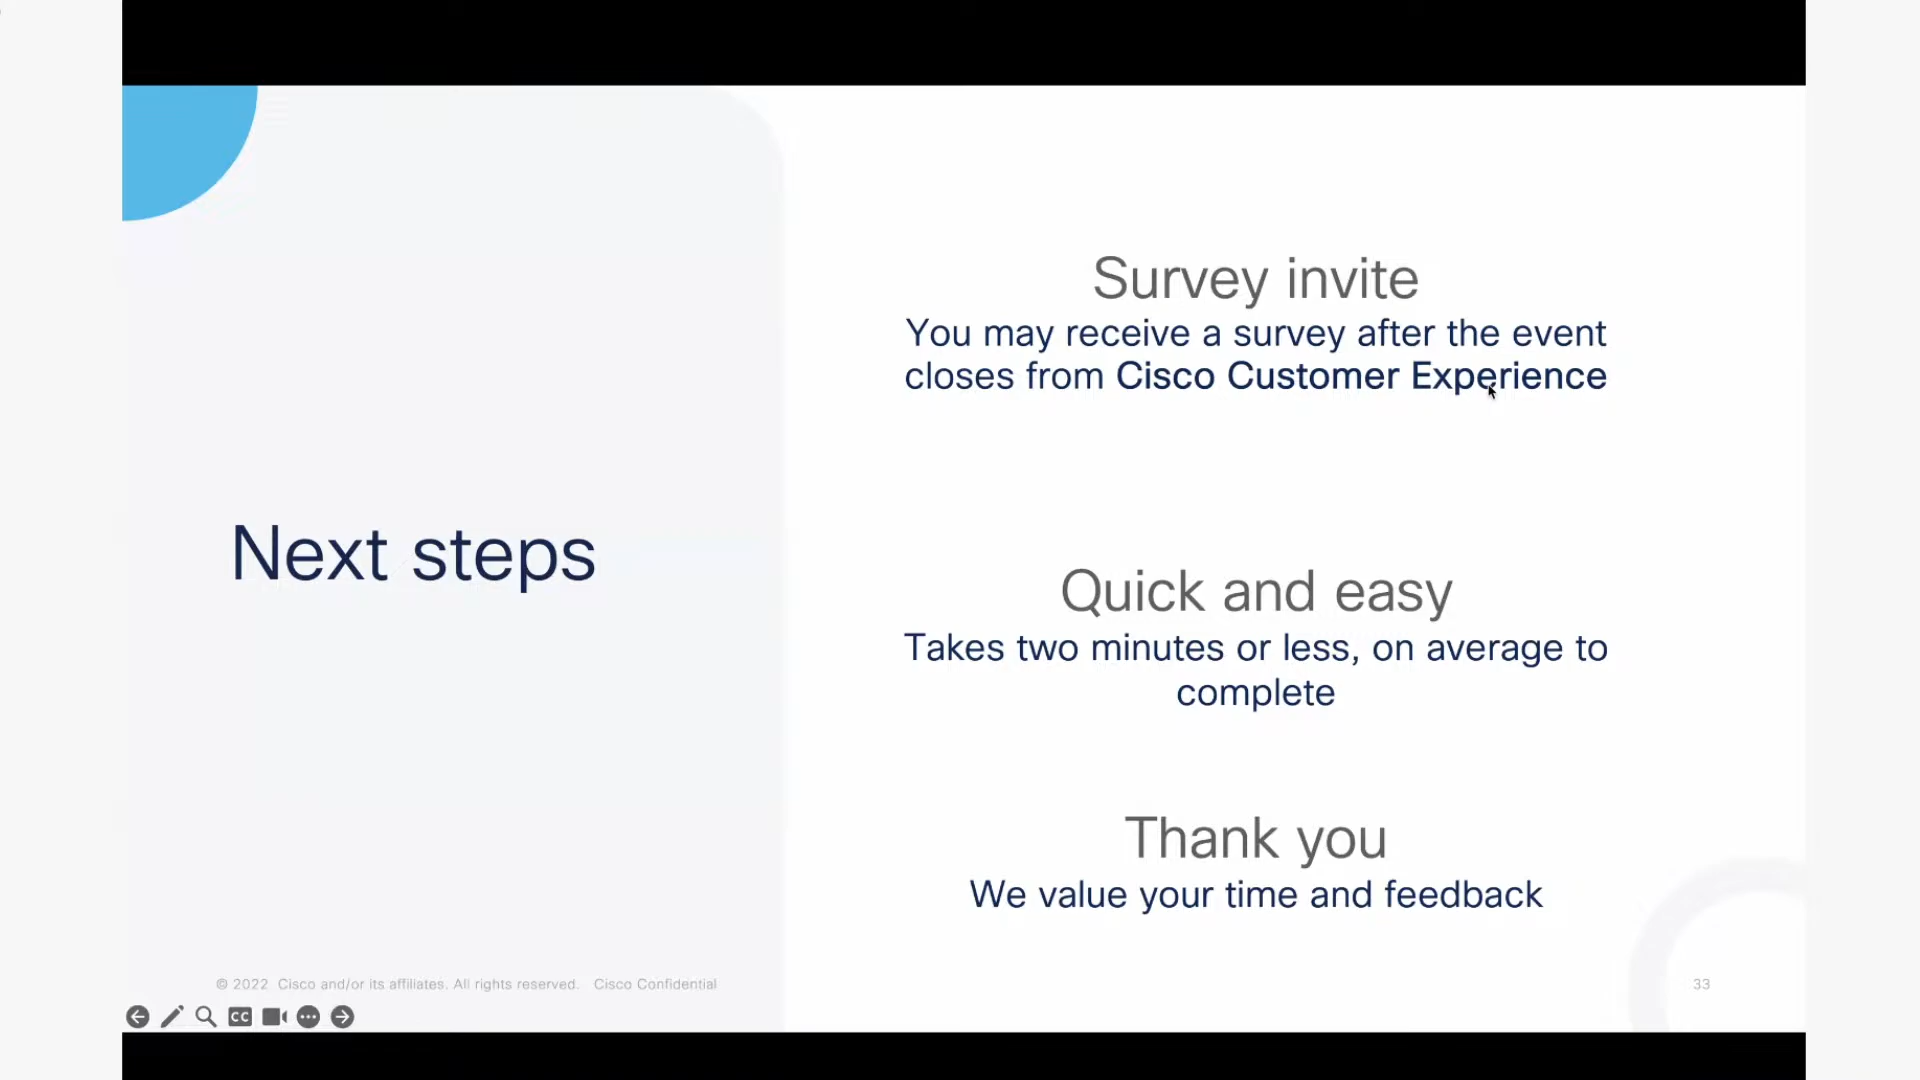 Next steps
Survey invite
You may receive a survey after the event
closes from Cisco Customer Experience
Quick and easy
Takes two minutes or less, on average to
complete
Thank you
We value your time and feedback
© 2022 Cisco and/or its affiliates. All rights reserved. Cisco Confidential
33
CC